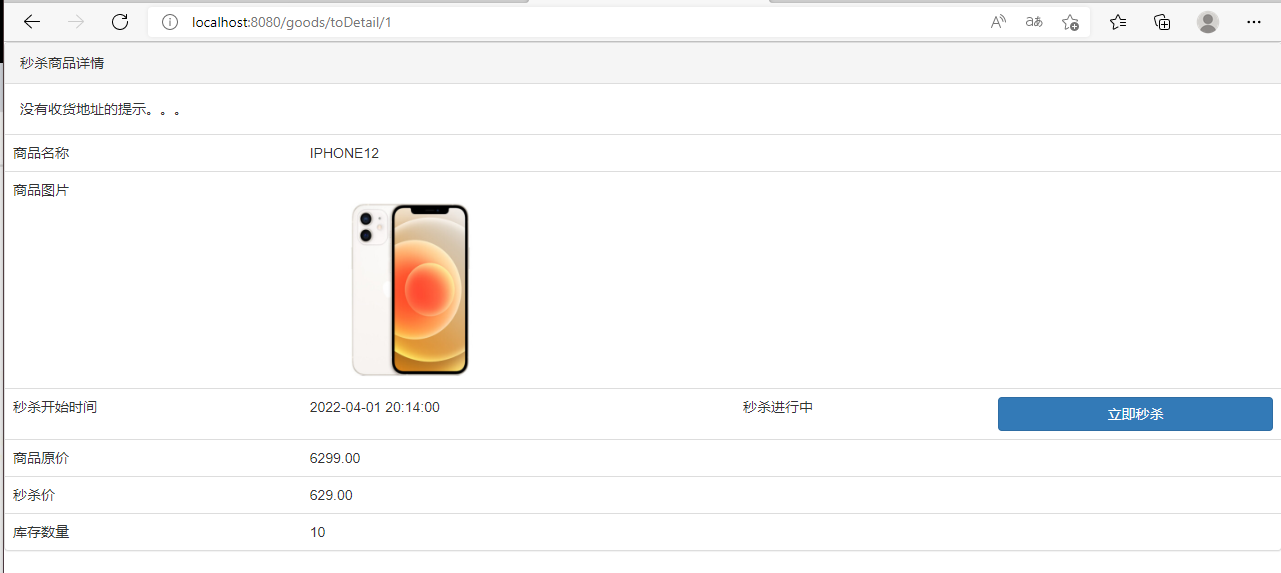 localhost:8080/goods/toDetail/1
秒杀商品详情
没有收货地址的提示。。。
商品名称 IPHONE12
商品图片
秒杀开始时间 2022-04-01 20:14:00 秒杀进行中 立即秒杀
商品原价 6299.00
秒杀价 629.00
库存数量 10